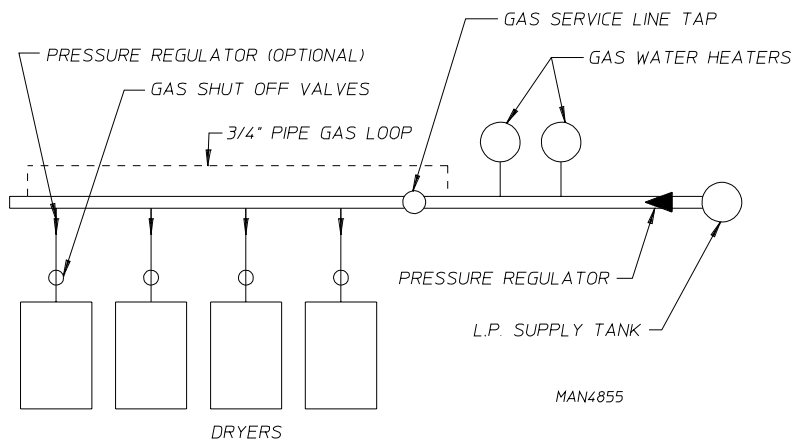 GAS SERVICE LINE TAP
PRESSURE REGULATOR (OPTIONAL)
GAS WATER HEATERS
GAS SHUT OFF VALVES
3/4" PIPE GAS LOOP
PRESSURE REGULATOR
L.P. SUPPLY TANK
MAN4855
DRYERS